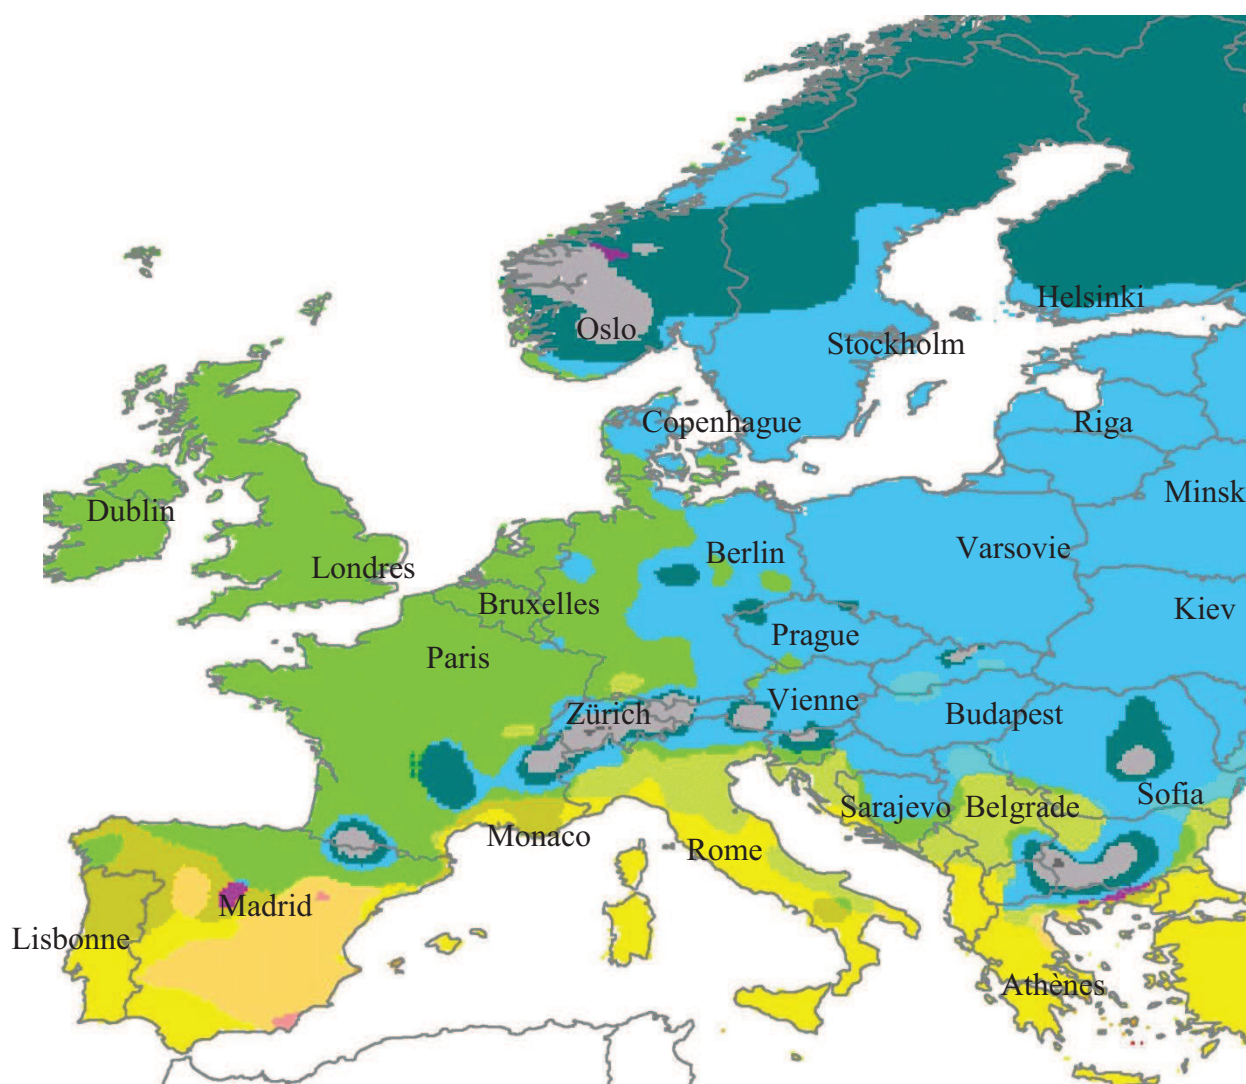 Helsinki
Oslo
Stockholm
Copenhague
Riga
Minsk
Dublin
Londres
Berlin
Varsovie
Bruxelles
Kiev
Prague
Paris
Zürich
Vienne
Budapest
Sarajevo
Belgrade
Sofia
Monaco
Rome
Madrid
Lisbonne
Athènes